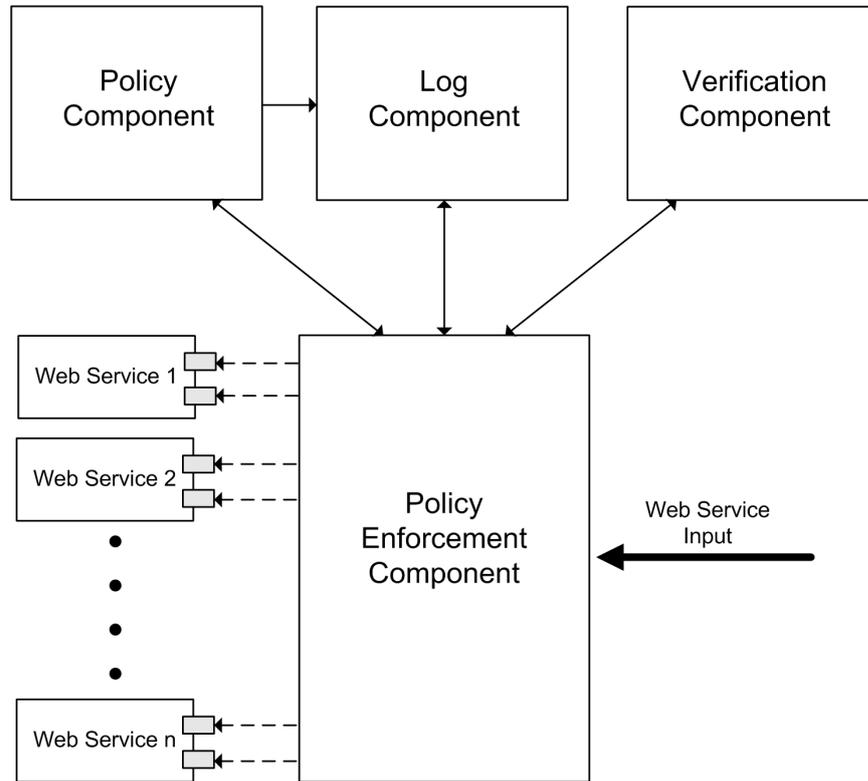 Policy
Component
Log
Component
Verification
Component
Web Service 1
Web Service 2
Policy
Enforcement
Component
Web Service
Input
Web Service n